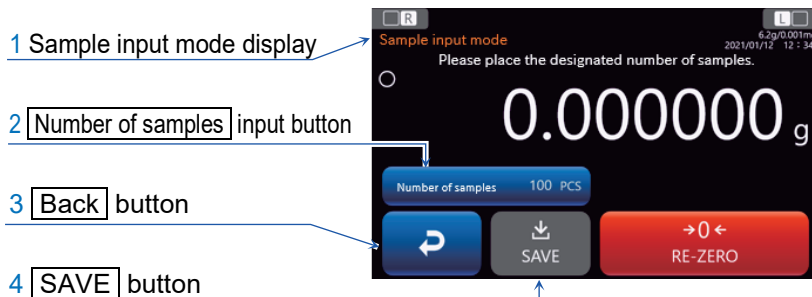 R
L
1 Sample input mode display
Sample input mode
6.2g/0.001m
2021/01/12 12:34
Please place the designated number of samples.
0.000000 g
2 Number of samples input button
Number of samples 100 PCS
3 Back button
→0←
SAVE
RE-ZERO
4 SAVE button